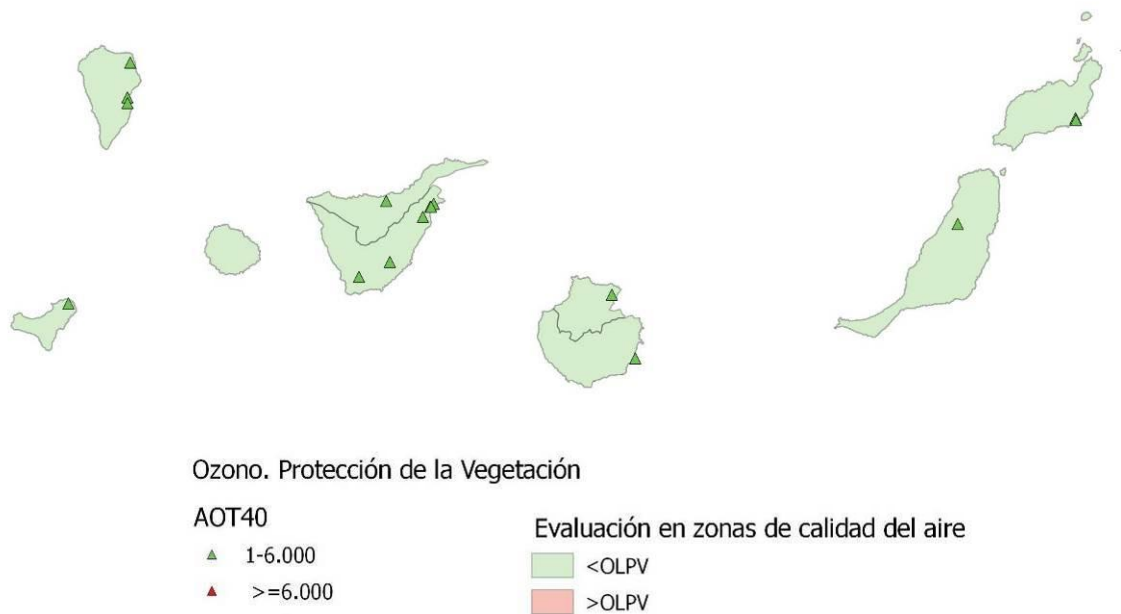 Ozono. Protección de la Vegetación
AOT40
1-6.000
>=6.000
Evaluación en zonas de calidad del aire
<OLPV
>OLPV